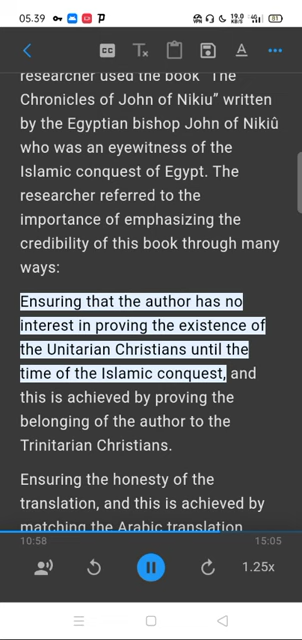 05.39
19.0
KB/S
4G
81
CC
A
researcher used the book "The
Chronicles of John of Nikiu” written
by the Egyptian bishop John of Nikiû
who was an eyewitness of the
Islamic conquest of Egypt. The
researcher referred to the
importance of emphasizing the
credibility of this book through many
ways:
Ensuring that the author has no
interest in proving the existence of
the Unitarian Christians until the
time of the Islamic conquest, and
this is achieved by proving the
belonging of the author to the
Trinitarian Christians.
Ensuring the honesty of the
translation, and this is achieved by
matching the Arabic translation
10:58
15:05
1.25x